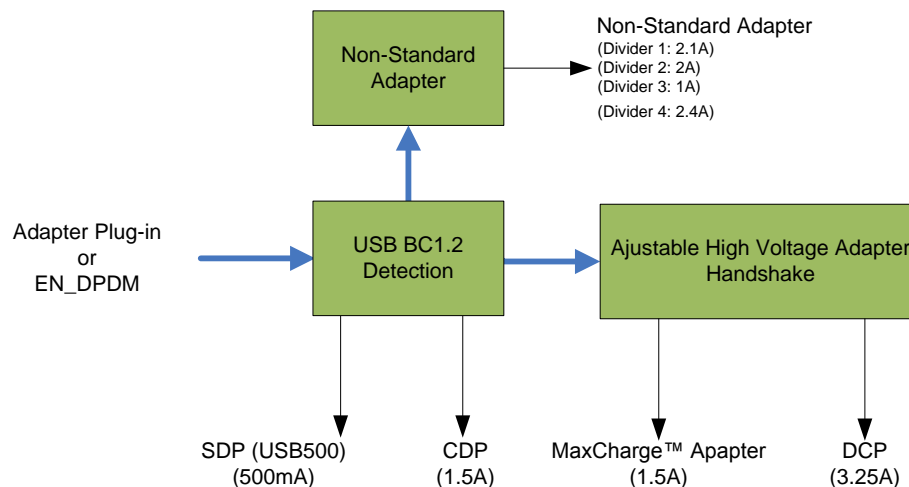 Non-Standard
Adapter
Non-Standard Adapter
(Divider 1: 2.1A)
(Divider 2: 2A)
(Divider 3: 1A)
(Divider 4: 2.4A)
Adapter Plug-in
or
EN_DPDM
USB BC1.2
Detection
Ajustable High Voltage Adapter
Handshake
SDP (USB500)
(500mA)
CDP
(1.5A)
MaxCharge™ Apapter
(1.5A)
DCP
(3.25A)